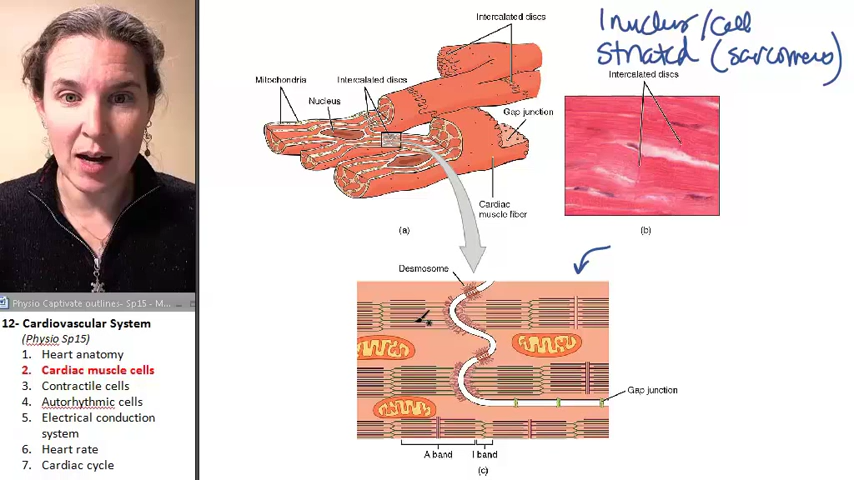 1 nucleus/cell
striated (sarcomeres)
Intercalated discs
Intercalated discs
Mitochondria
Intercalated discs
Nucleus
Gap junction
Cardiac
muscle fiber
(a)
(b)
Desmosome
Gap junction
A band
I band
(c)
Physio Captivate outlines- Sp15 - M...
12- Cardiovascular System
(Physio Sp15)
1. Heart anatomy
2. Cardiac muscle cells
3. Contractile cells
4. Autorhythmic cells
5. Electrical conduction
system
6. Heart rate
7. Cardiac cycle